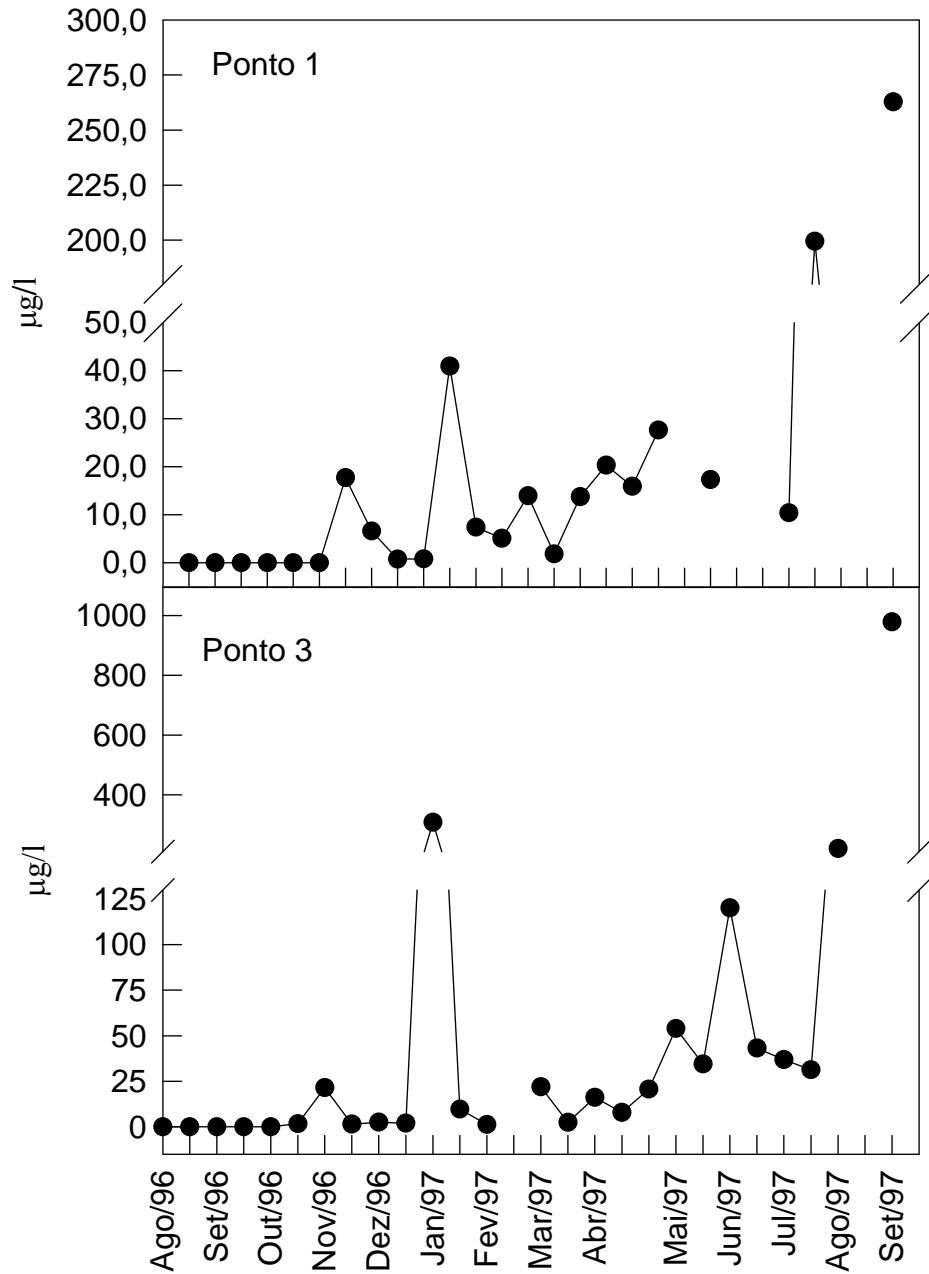 300,0
Ponto 1
275,0
250,0
225,0
200,0
µg/l
50,0
40,0
30,0
20,0
10,0
0,0
1000
Ponto 3
800
600
400
µg/l
125
100
75
50
25
0
Ago/96
Set/96
Out/96
Nov/96
Dez/96
Jan/97
Fev/97
Mar/97
Abr/97
Mai/97
Jun/97
Jul/97
Ago/97
Set/97